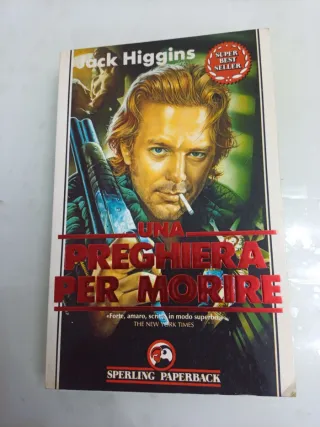 Jack Higgins
SUPER
BEST
SELLER
UNA
PREGHIERA
PER MORIRE
«Forte, amaro, scritto in modo superbo.»
THE NEW YORK TIMES
SPERLING PAPERBACK